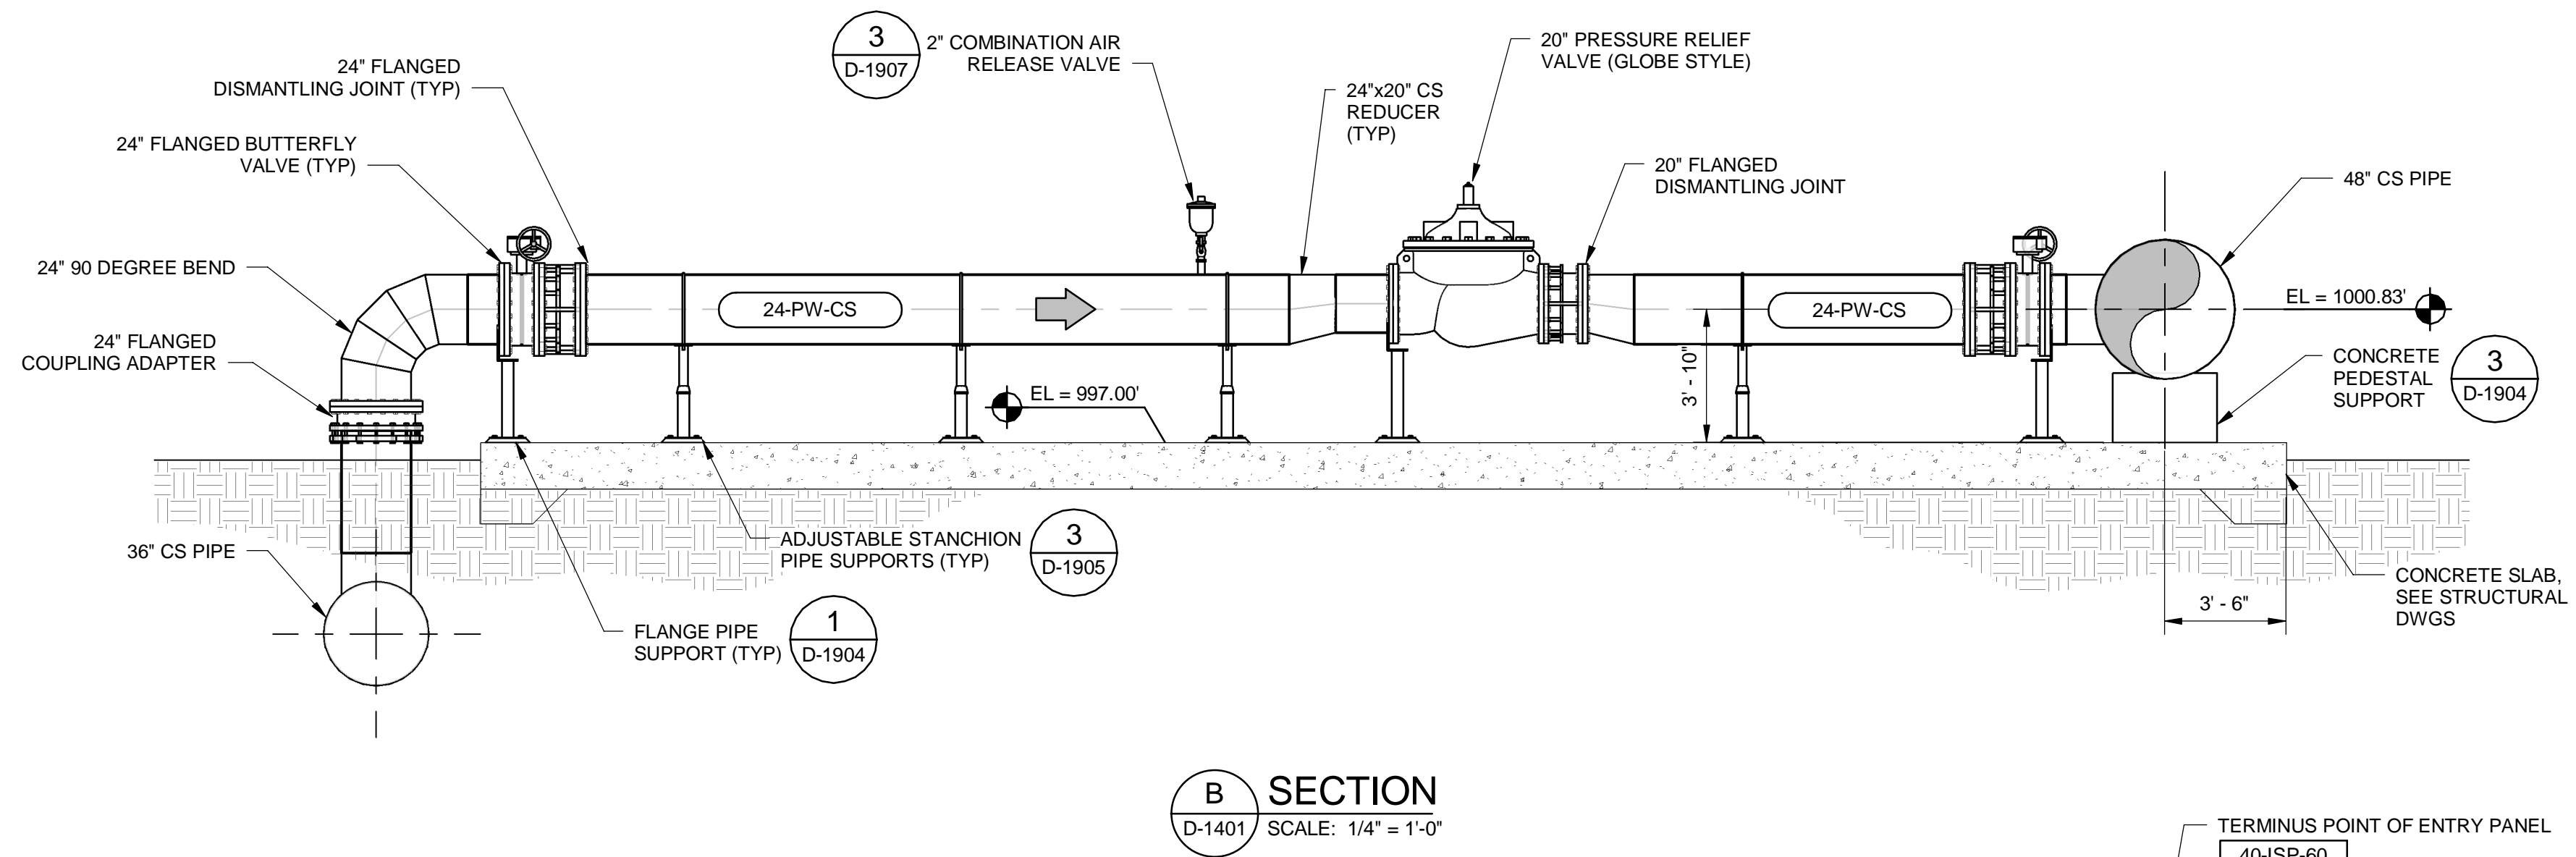 3
D-1907
2" COMBINATION AIR
RELEASE VALVE
20" PRESSURE RELIEF
VALVE (GLOBE STYLE)
24" FLANGED
DISMANTLING JOINT (TYP)
24"x20" CS
REDUCER
(TYP)
24" FLANGED BUTTERFLY
VALVE (TYP)
20" FLANGED
DISMANTLING JOINT
48" CS PIPE
24" 90 DEGREE BEND
24-PW-CS
24-PW-CS
EL = 1000.83'
24" FLANGED
COUPLING ADAPTER
3' - 10"
EL = 997.00'
CONCRETE
PEDESTAL
SUPPORT
3
D-1904
36" CS PIPE
ADJUSTABLE STANCHION
PIPE SUPPORTS (TYP)
3
D-1905
FLANGE PIPE
SUPPORT (TYP)
1
D-1904
3' - 6"
CONCRETE SLAB,
SEE STRUCTURAL
DWGS
B
D-1401
SECTION
SCALE: 1/4" = 1'-0"
TERMINUS POINT OF ENTRY PANEL
40-ISP-60